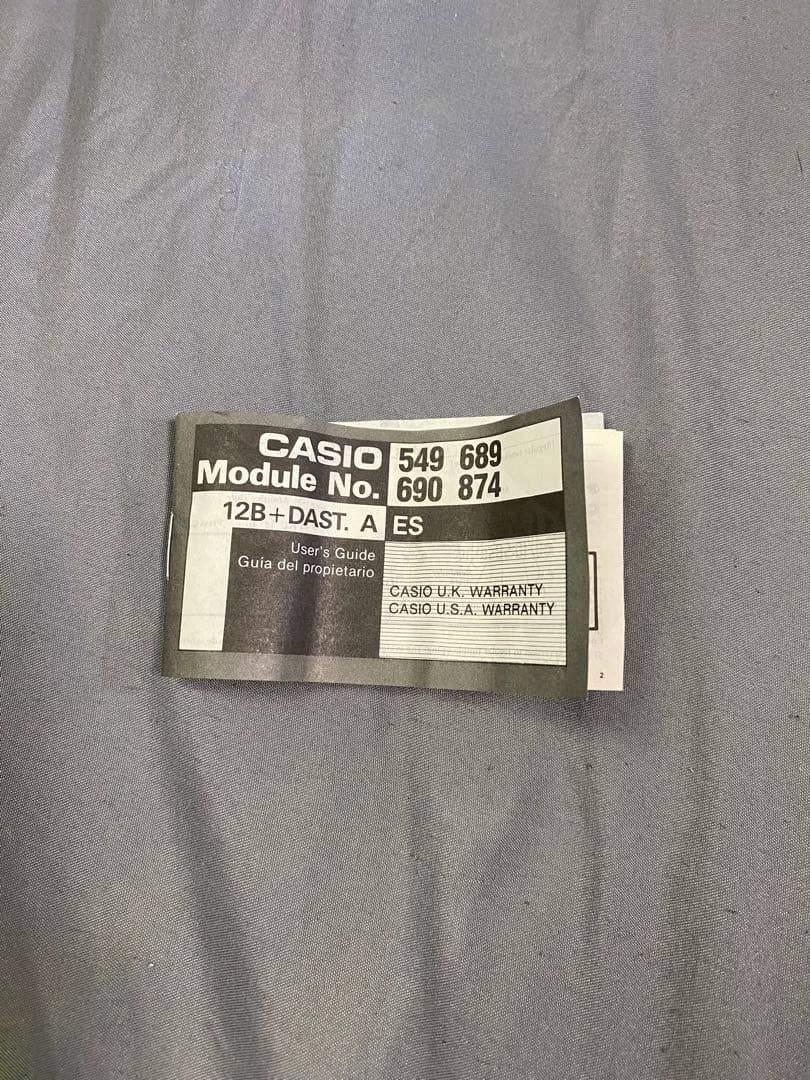 CASIO
Module No.
549 689
690 874
12B+DAST. A
ES
User's Guide
Guía del propietario
CASIO U.K. WARRANTY
CASIO U.S.A. WARRANTY
2